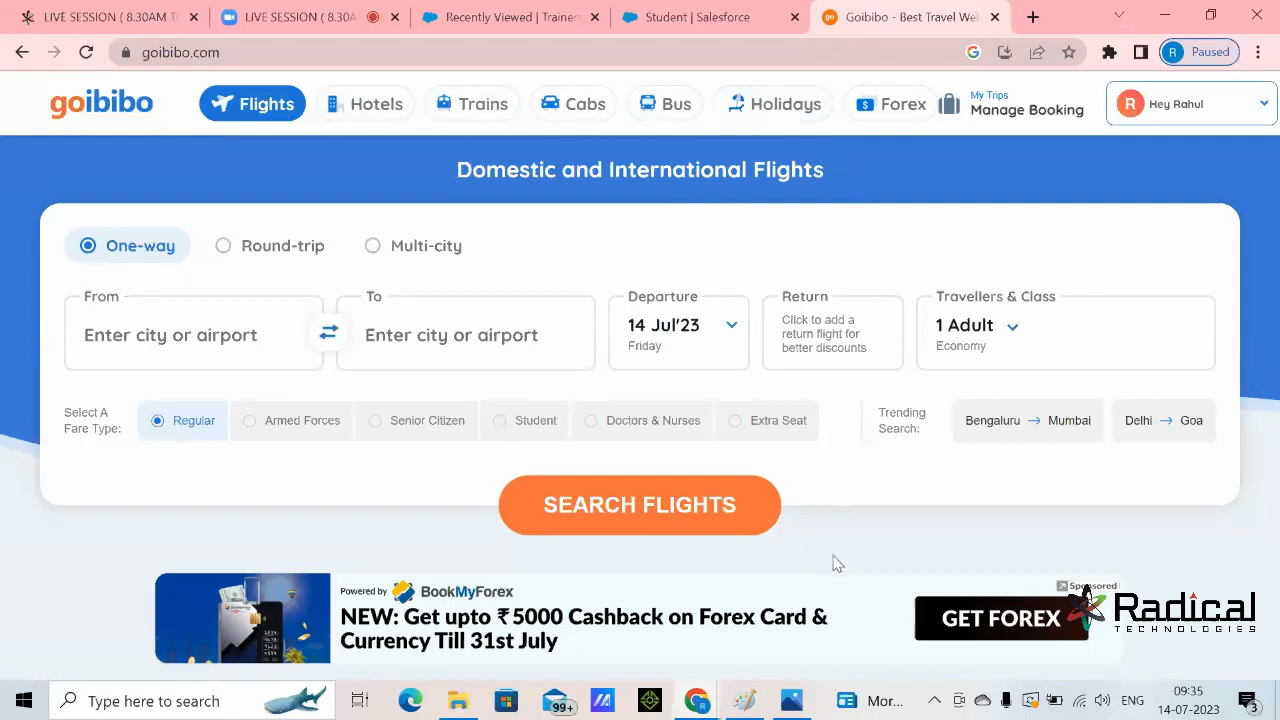 LIVE SESSION ( 8.30AM T
LIVE SESSION ( 8.30A
Recently Viewed | Trainer
Student | Salesforce
Goibibo - Best Travel We
goibibo.com
Paused
R
goibibo
Flights
Hotels
Trains
Cabs
Bus
Holidays
Forex
My Trips
Manage Booking
R
Hey Rahul
Domestic and International Flights
One-way
Round-trip
Multi-city
From
Enter city or airport
To
Enter city or airport
Departure
14 Jul'23
Friday
Return
Click to add a
return flight for
better discounts
Travellers & Class
1 Adult
Economy
Select A
Fare Type:
Regular
Armed Forces
Senior Citizen
Student
Doctors & Nurses
Extra Seat
Trending
Search:
Bengaluru → Mumbai
Delhi → Goa
SEARCH FLIGHTS
Powered by BookMyForex
NEW: Get upto ₹5000 Cashback on Forex Card &
Currency Till 31st July
Sponsored
GET FOREX
Radical
TECHNOLOGIES
Type here to search
99+
Mor...
09:35
14-07-2023
3